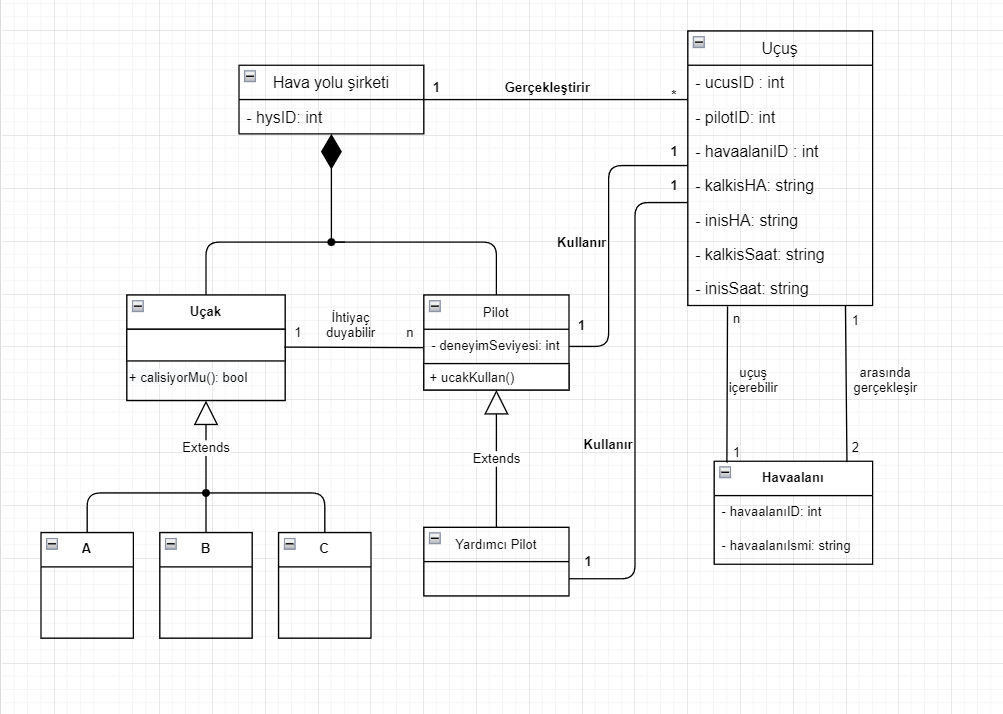 Hava yolu şirketi
- hysID: int
1
Gerçekleştirir
*
Uçuş
- ucusID : int
- pilotID: int
- havaalaniID : int
- kalkisHA: string
- inisHA: string
- kalkisSaat: string
- inisSaat: string
1
1
Kullanır
Uçak
+ calisiyorMu(): bool
1
İhtiyaç
duyabilir
n
Pilot
- deneyimSeviyesi: int
+ ucakKullan()
1
n
1
uçuş
içerebilir
arasında
gerçekleşir
1
2
Extends
Extends
Kullanır
Havaalanı
- havaalanıID: int
- havaalanıIsmi: string
A
B
C
Yardımcı Pilot
1